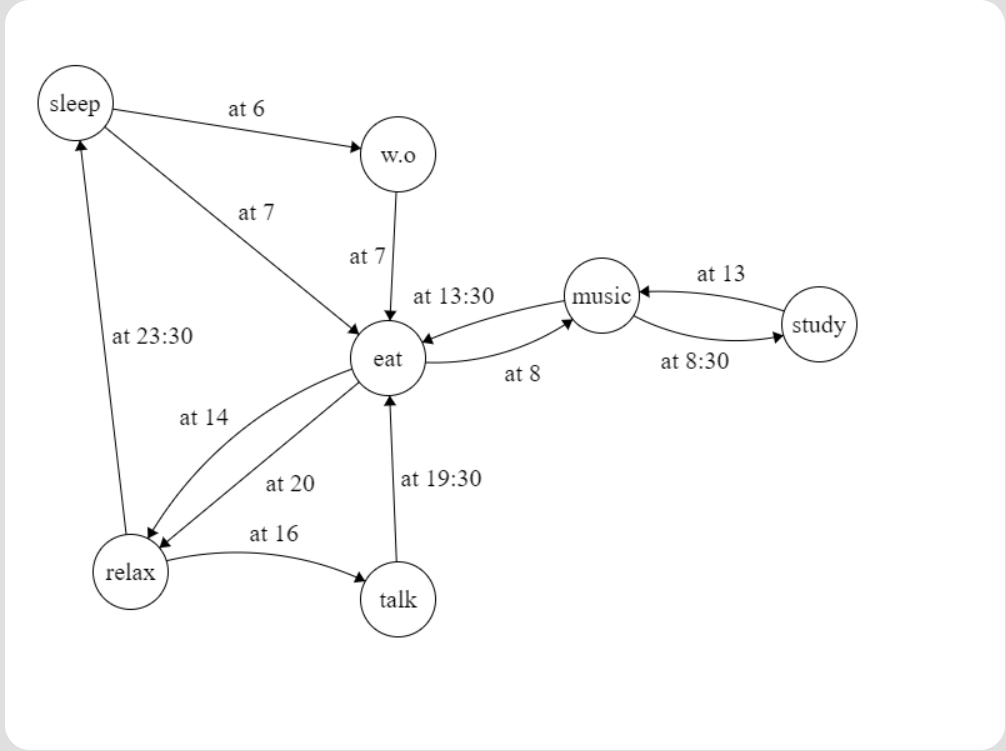 sleep
at 6
w.o
at 7
at 7
at 13:30
music
at 13
study
at 23:30
eat
at 8
at 8:30
at 14
at 20
at 19:30
at 16
relax
talk